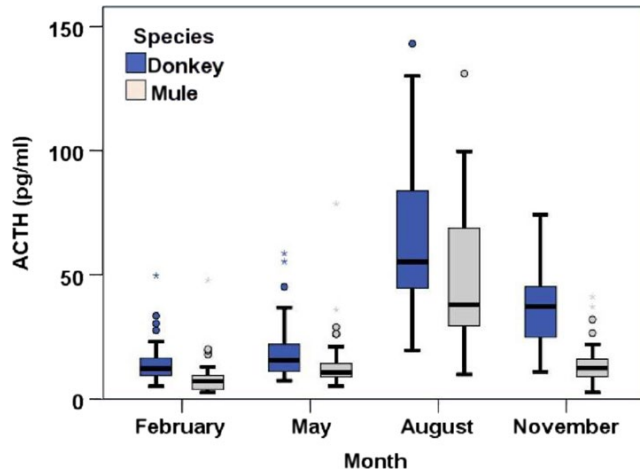 150
100
50
0
ACTH (pg/ml)
Species
Donkey
Mule
February May August November
Month